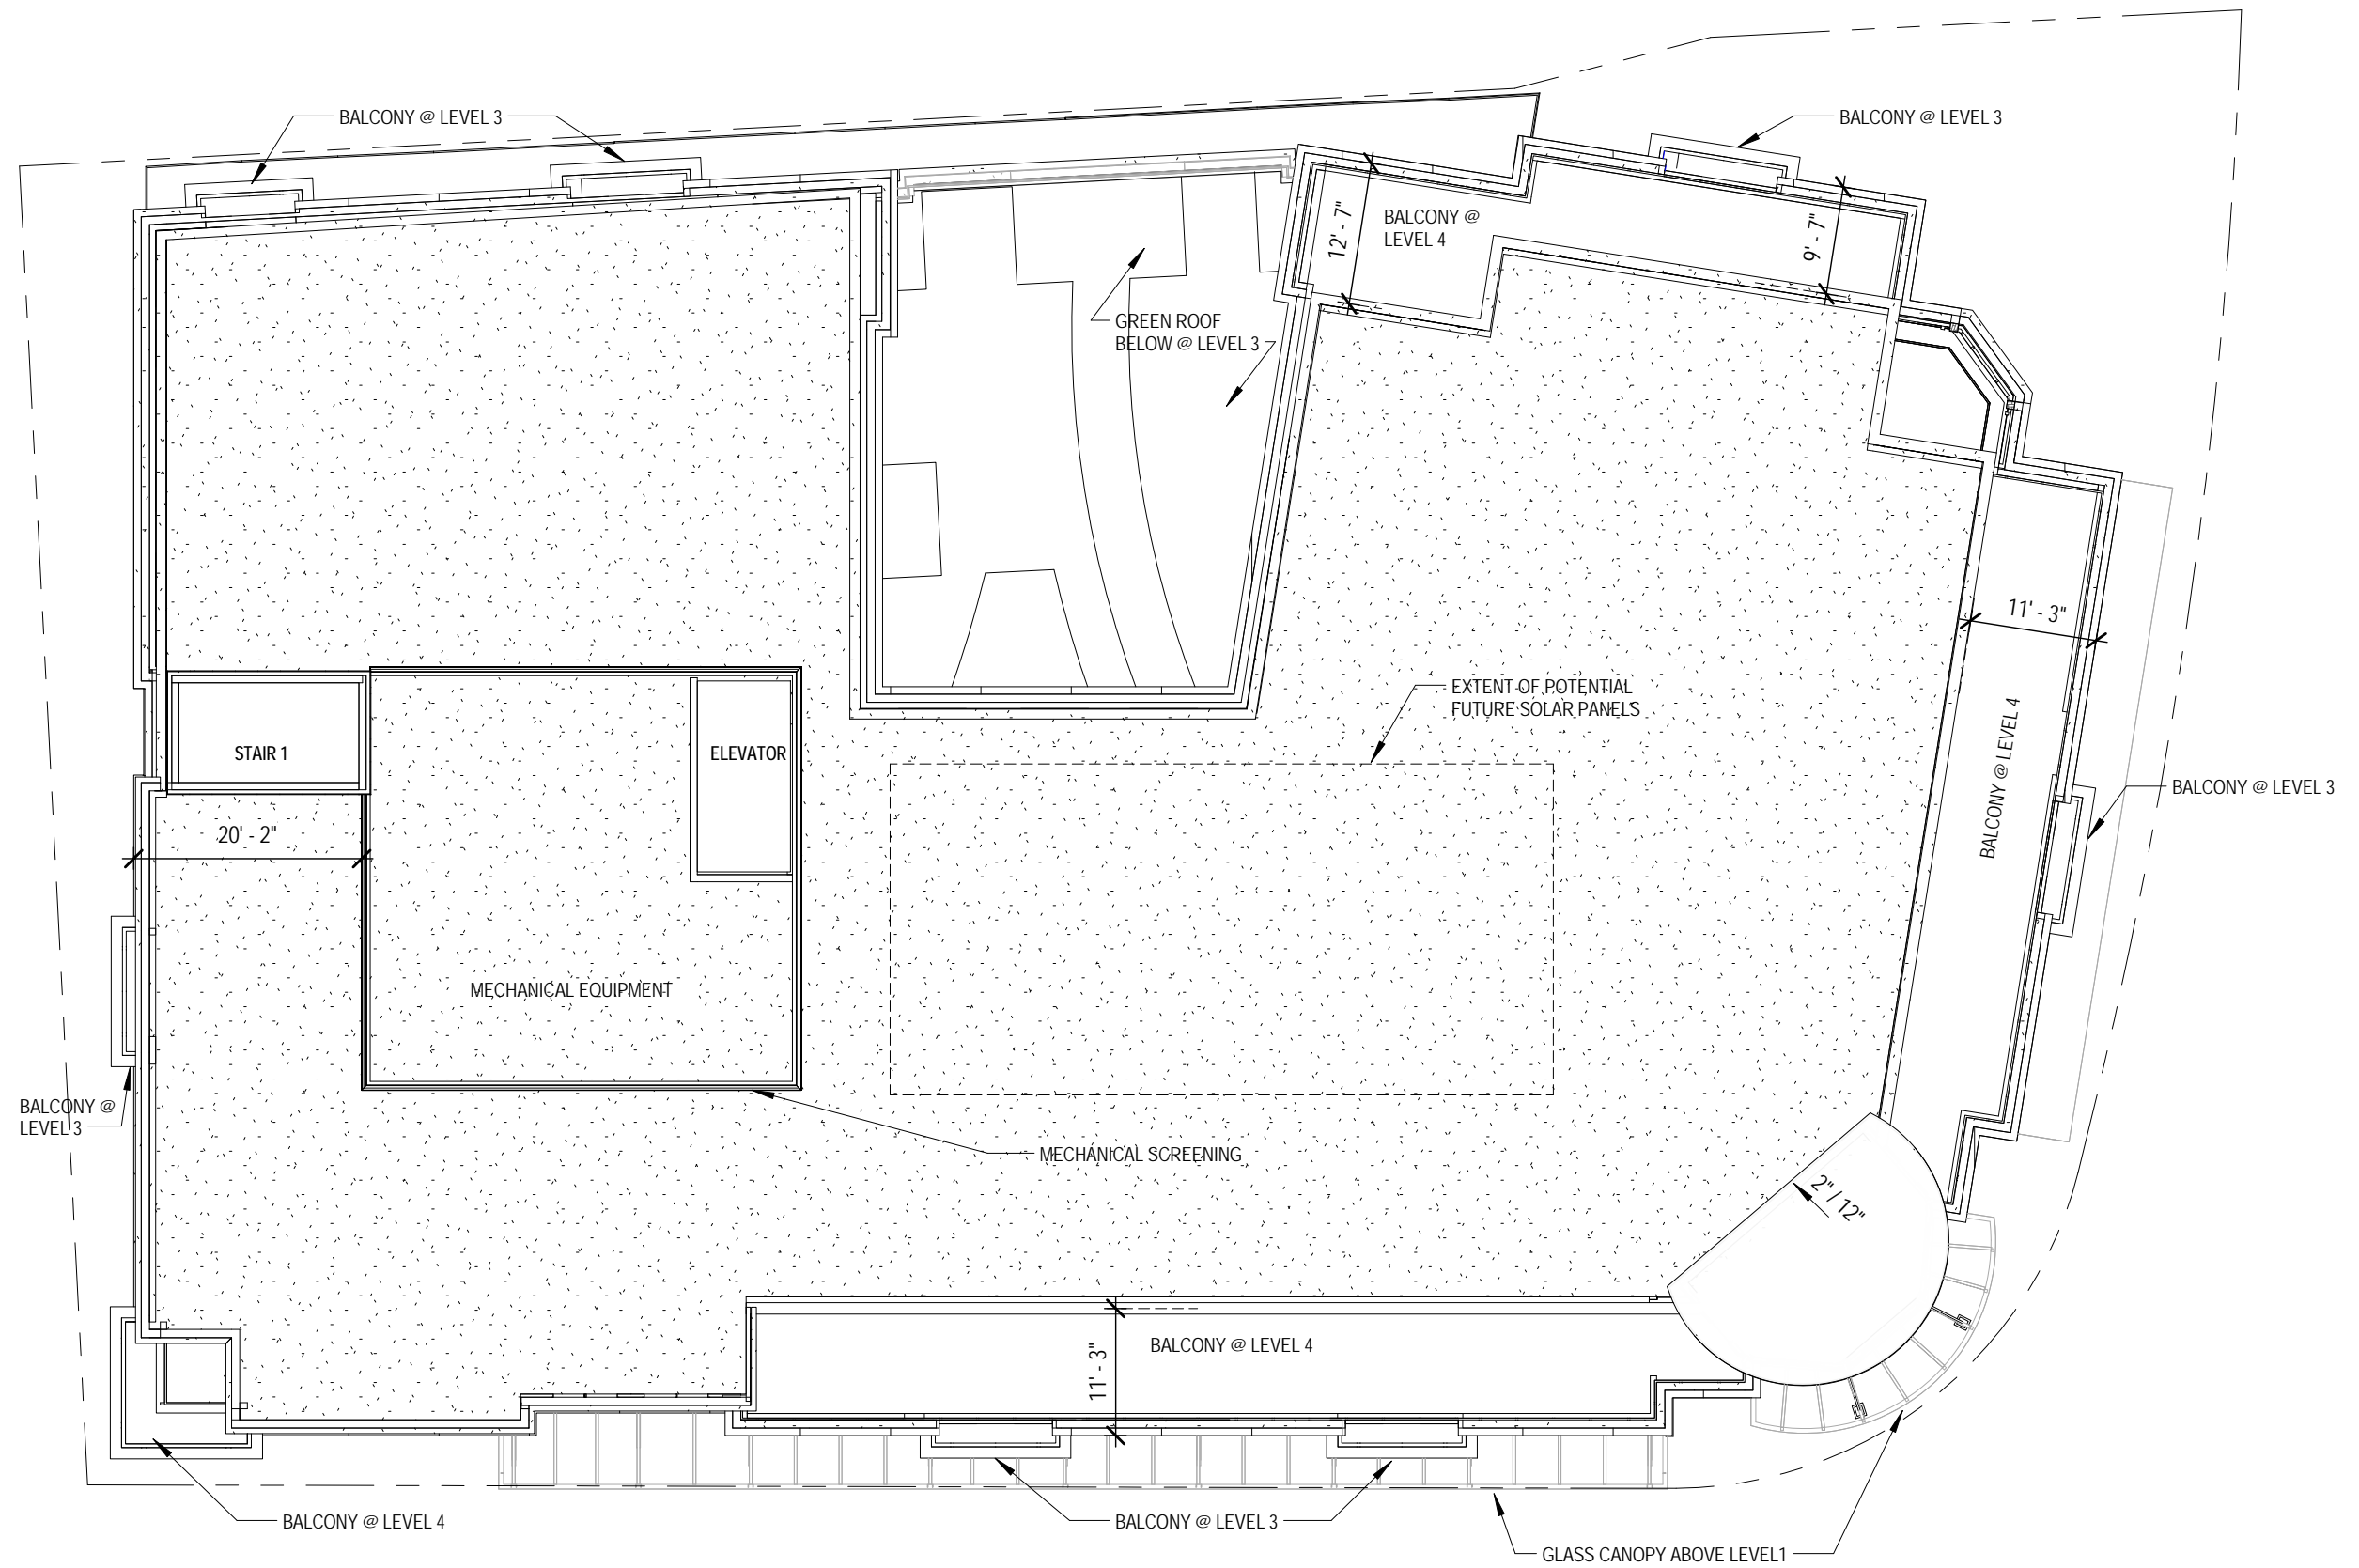 BALCONY @ LEVEL 3
BALCONY @ LEVEL 3
BALCONY @
LEVEL 4
12' - 7"
9' - 7"
GREEN ROOF
BELOW @ LEVEL 3
11' - 3"
EXTENT OF POTENTIAL
FUTURE SOLAR PANELS
BALCONY @ LEVEL 4
STAIR 1
ELEVATOR
BALCONY @ LEVEL 3
20' - 2"
MECHANICAL EQUIPMENT
BALCONY @
LEVEL 3
MECHANICAL SCREENING
2" / 12"
BALCONY @ LEVEL 4
11' - 3"
BALCONY @ LEVEL 4
BALCONY @ LEVEL 3
GLASS CANOPY ABOVE LEVEL1